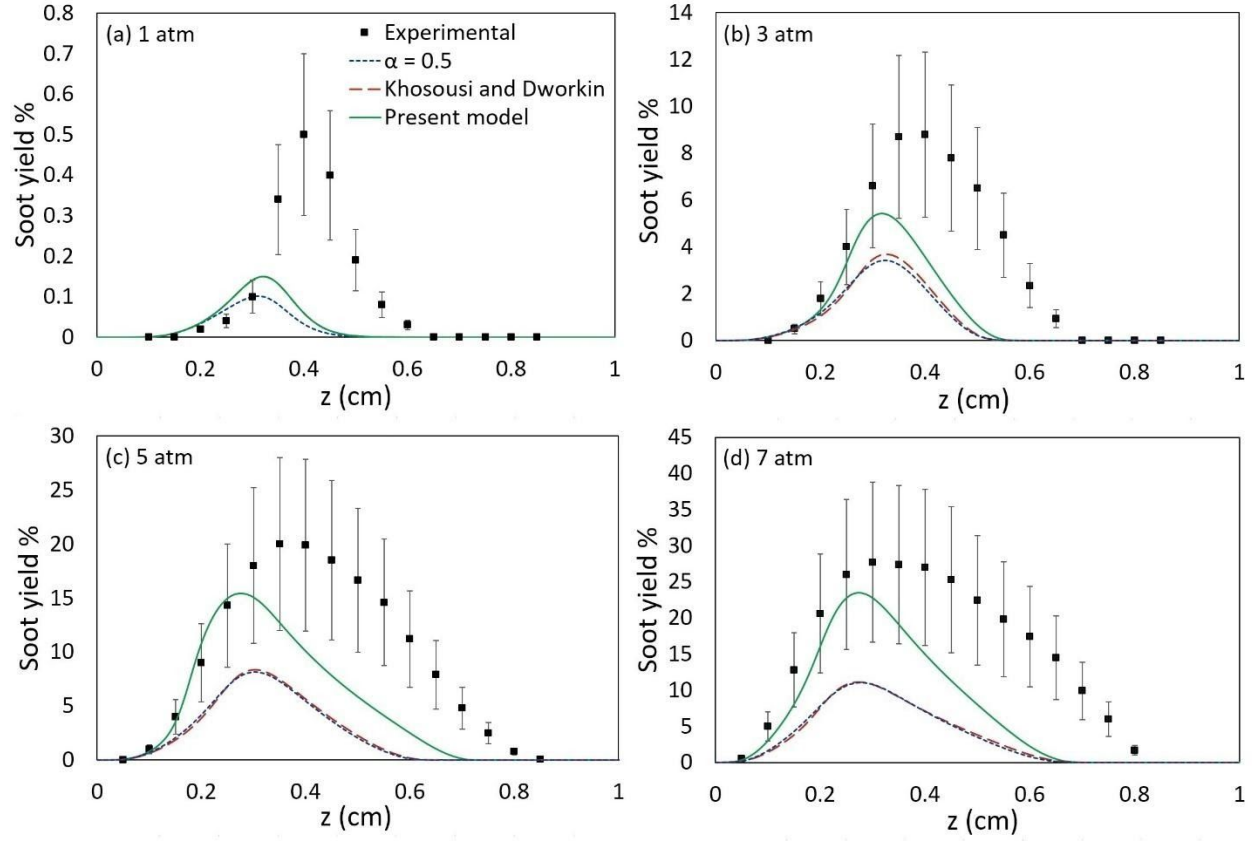 (a) 1 atm
Experimental
α = 0.5
Khosousi and Dworkin
Present model
Soot yield %
0.8
0.7
0.6
0.5
0.4
0.3
0.2
0.1
0
0 0.2 0.4 0.6 0.8 1
z (cm)
(b) 3 atm
Soot yield %
14
12
10
8
6
4
2
0
0 0.2 0.4 0.6 0.8 1
z (cm)
(c) 5 atm
Soot yield %
30
25
20
15
10
5
0
0 0.2 0.4 0.6 0.8 1
z (cm)
(d) 7 atm
Soot yield %
45
40
35
30
25
20
15
10
5
0
0 0.2 0.4 0.6 0.8 1
z (cm)